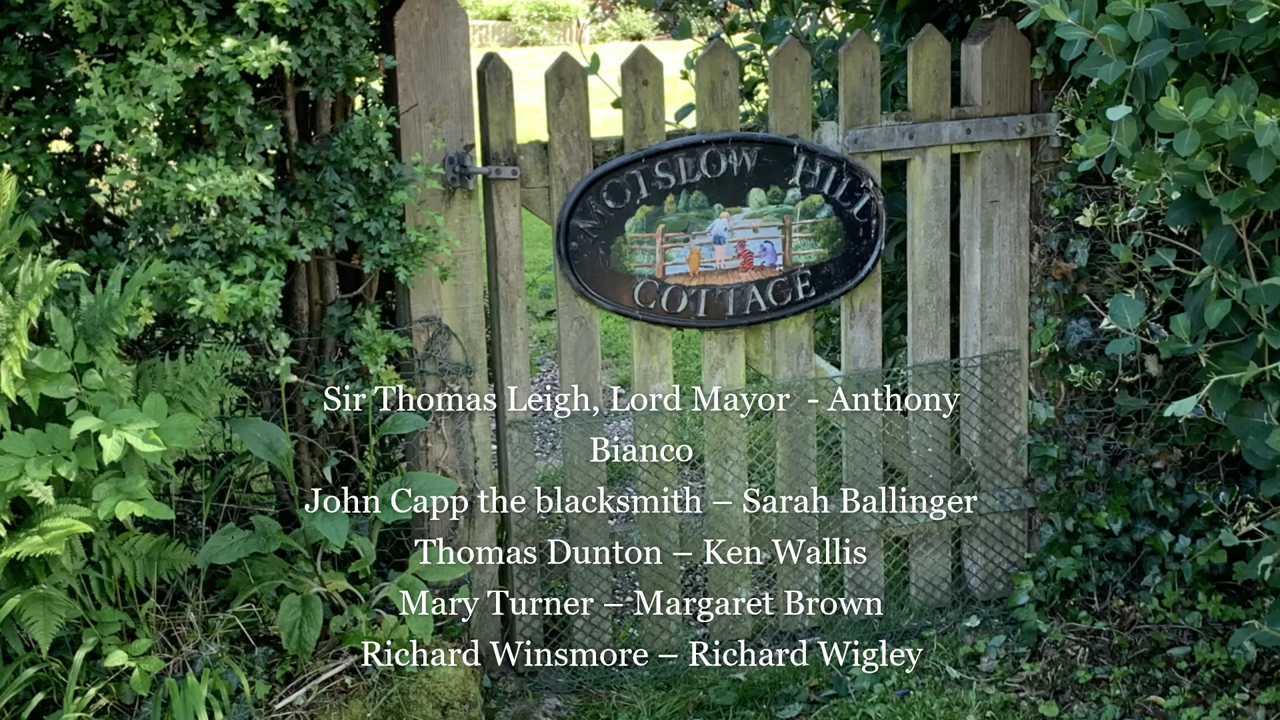 MOTSLOW HILL
COTTAGE
Sir Thomas Leigh, Lord Mayor  - Anthony
Bianco
John Capp the blacksmith – Sarah Ballinger
Thomas Dunton – Ken Wallis
Mary Turner – Margaret Brown
Richard Winsmore – Richard Wigley